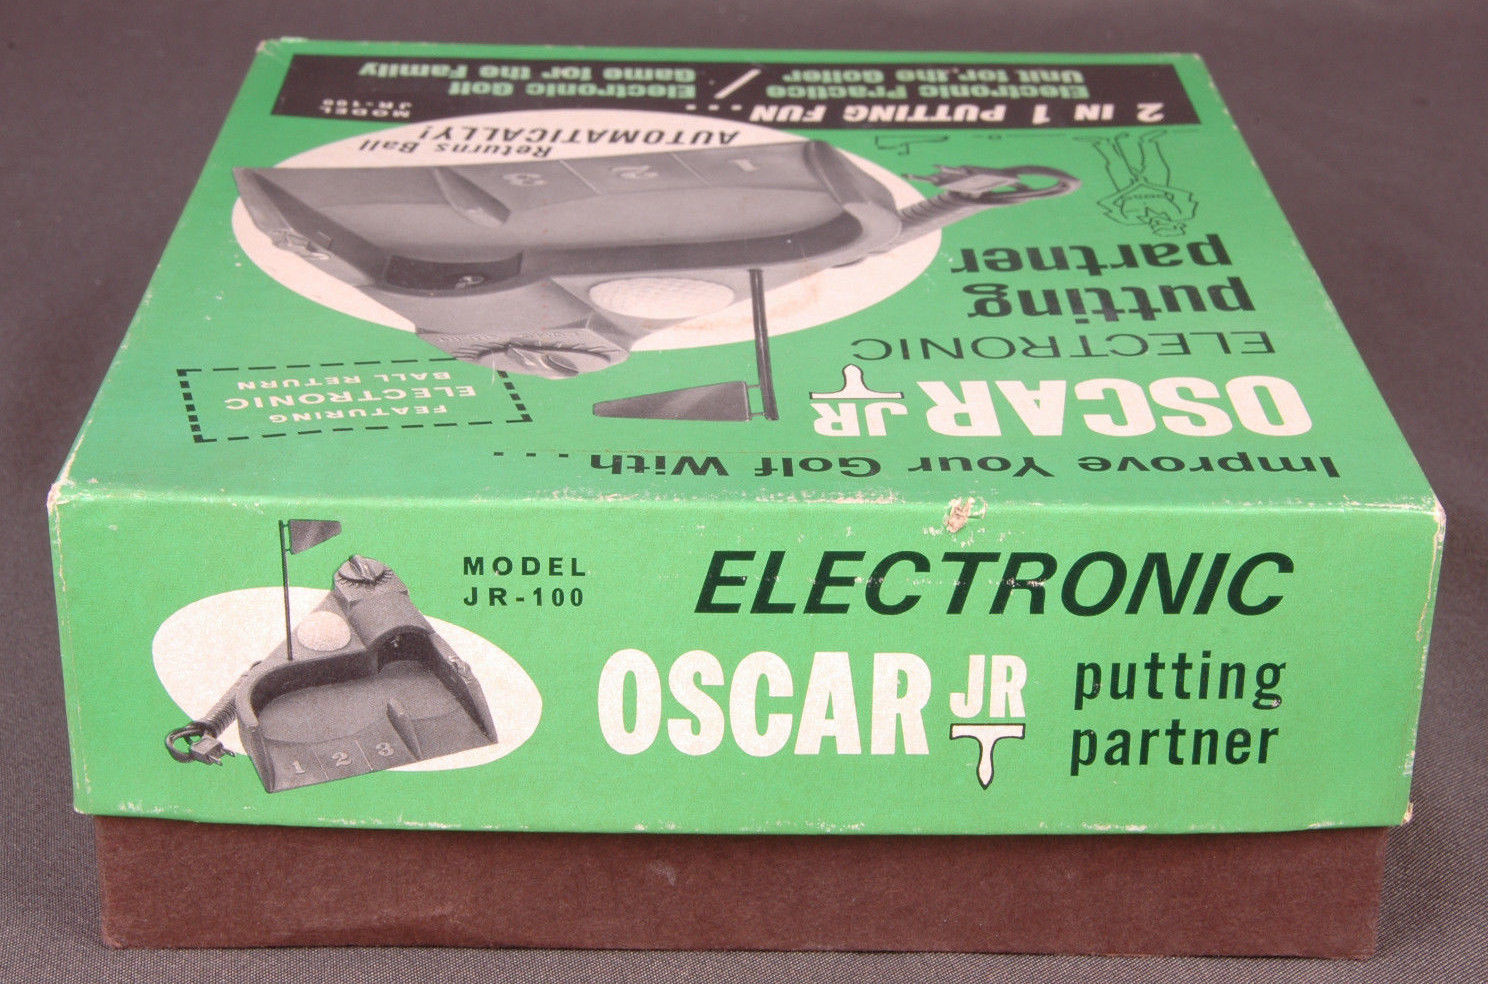 Improve Your Golf With...
OSCAR JR
ELECTRONIC
putting
partner
FEATURING
ELECTRONIC
BALL RETURN
1 2 3
Returns Ball
AUTOMATICALLY!
2 IN 1 PUTTING FUN...
MODEL
JR-100
Electronic Practice / Electronic Golf
Unit for the Golfer Game for the Family
MODEL
JR-100
ELECTRONIC
OSCAR JR
putting
partner
1 2 3